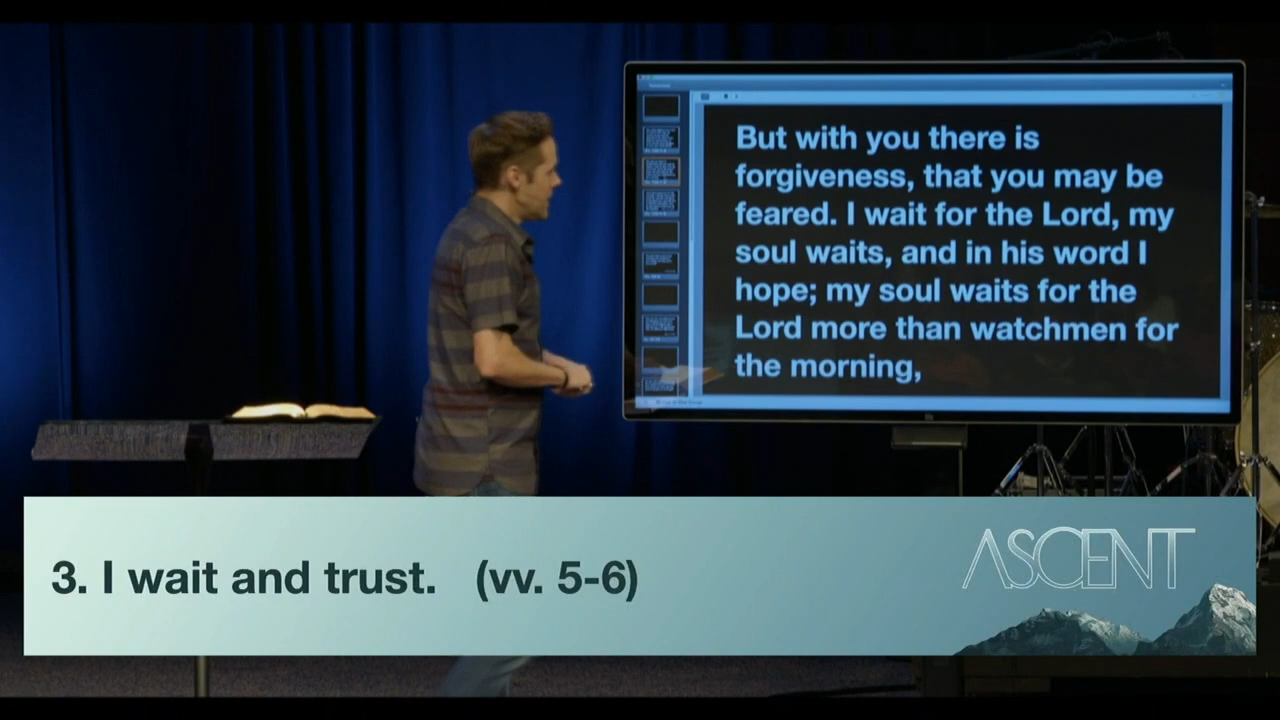 But with you there is
forgiveness, that you may be
feared. I wait for the Lord, my
soul waits, and in his word I
hope; my soul waits for the
Lord more than watchmen for
the morning,
3. I wait and trust. (vv. 5-6)
ASCENT